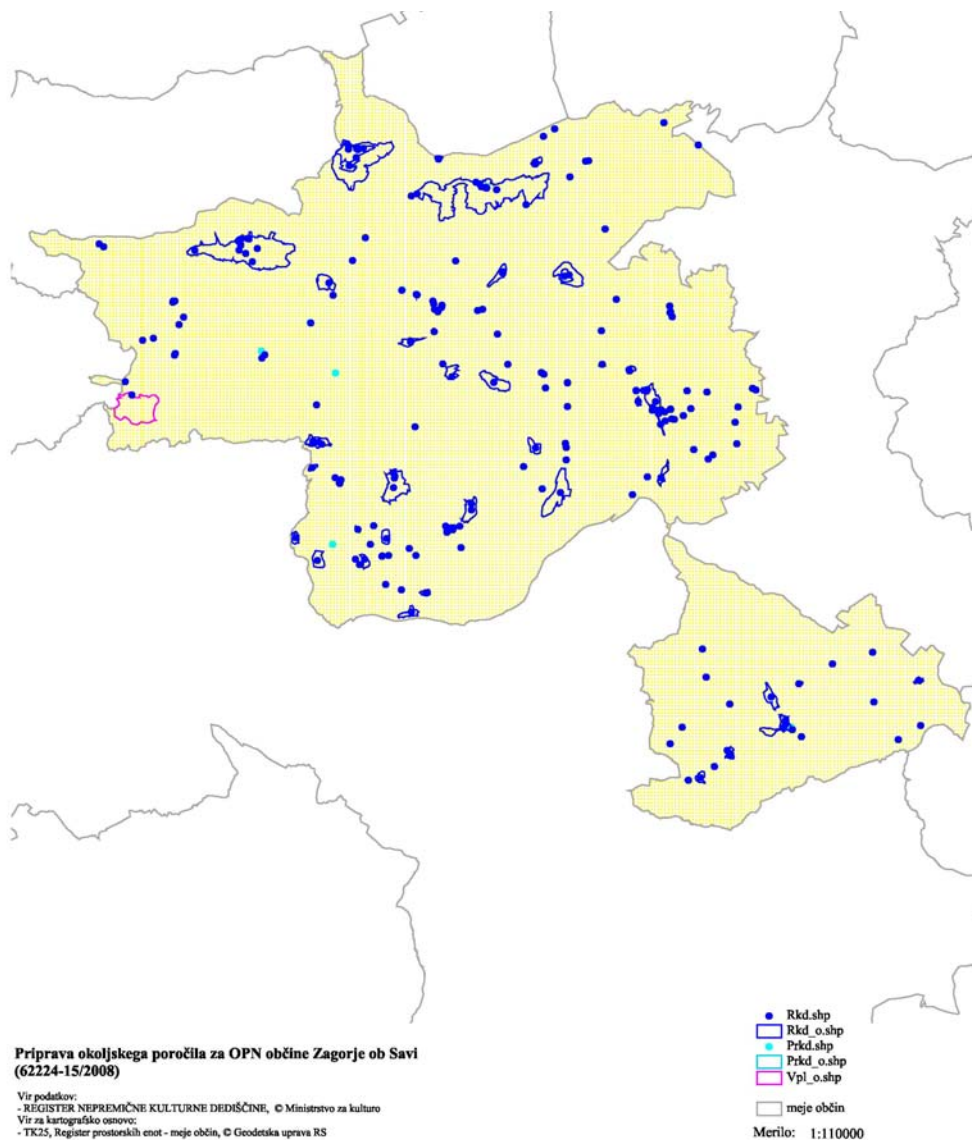 Rkd.shp
Rkd_o.shp
Prkd.shp
Prkd_o.shp
Vpl_o.shp
meje občin
Merilo: 1:110000
Priprava okoljskega poročila za OPN občine Zagorje ob Savi
(62224-15/2008)
Vir podatkov:
- REGISTER NEPREMIČNE KULTURNE DEDIŠČINE, © Ministrstvo za kulturo
Vir za kartografsko osnovo:
- TK25, Register prostorskih enot - meje občin, © Geodetska uprava RS